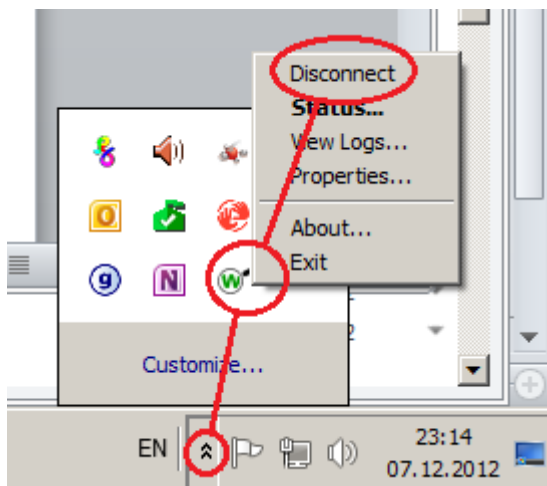 Disconnect
Status...
View Logs...
Properties...
About...
Exit
Customize...
EN
23:14
07.12.2012